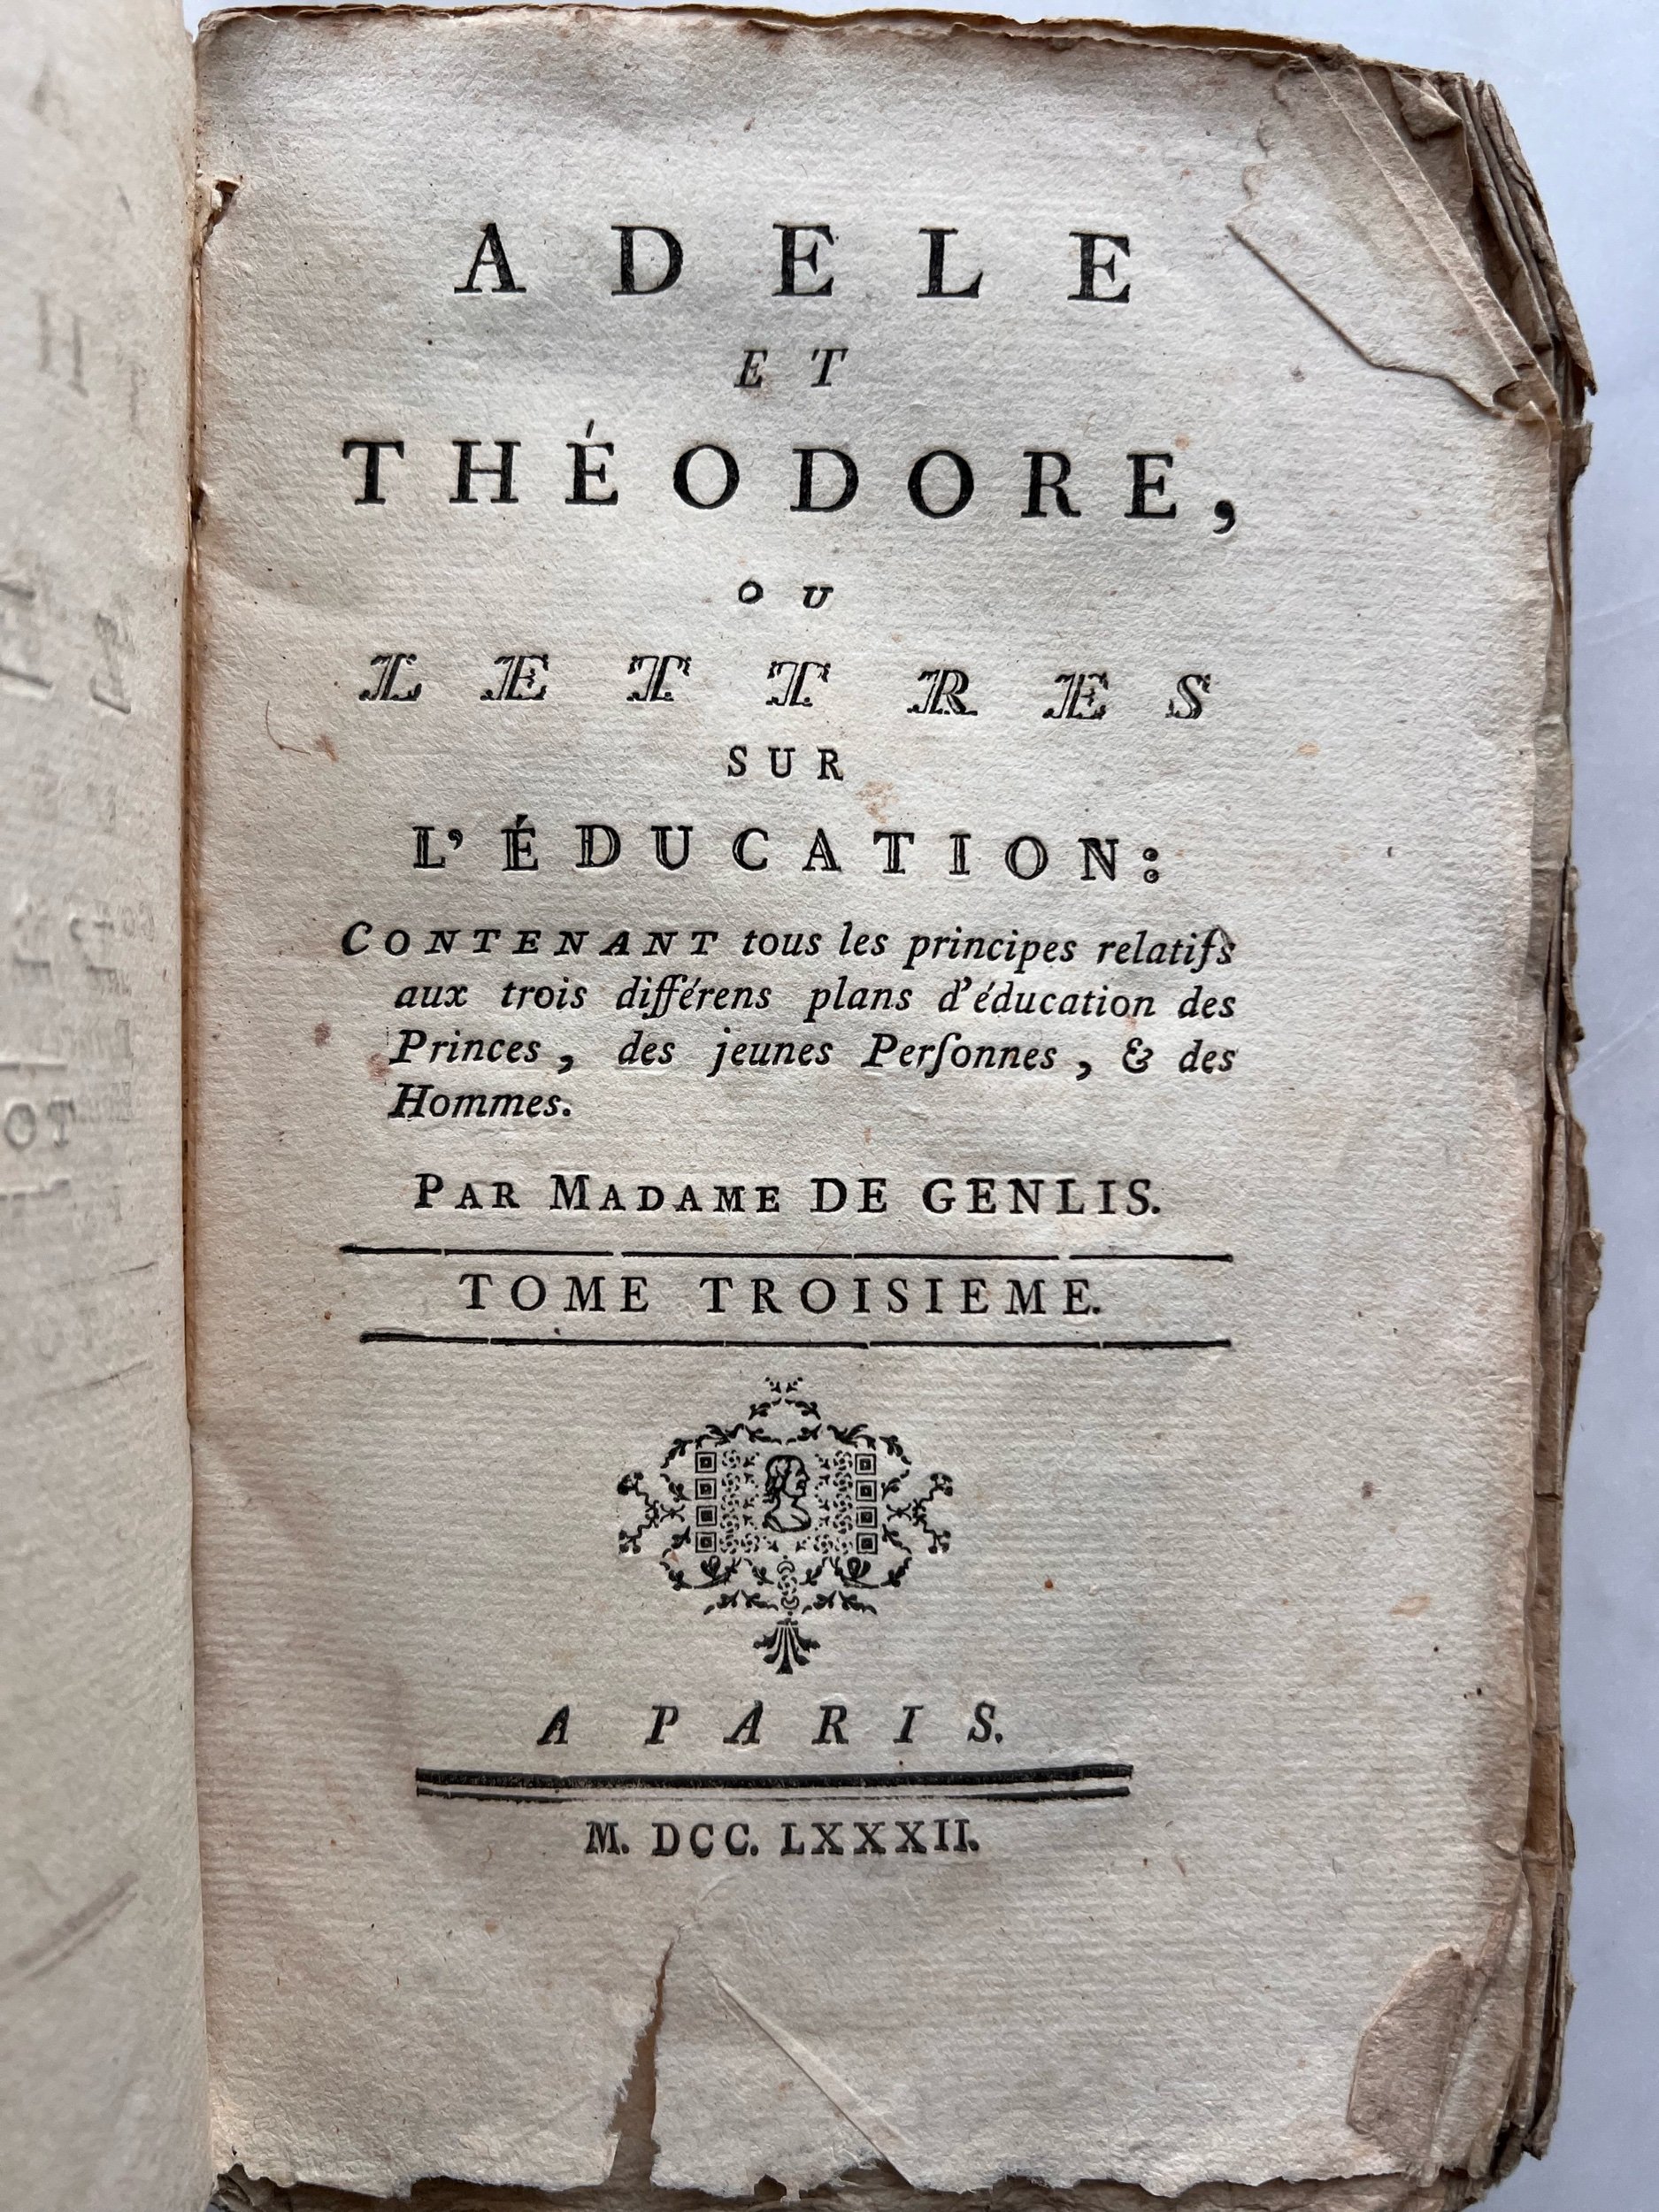 ADELE
ET
THÉODORE,
OU
LETTRES
SUR
L'ÉDUCATION:
CONTENANT tous les principes relatifs
aux trois différens plans d'éducation des
Princes, des jeunes Perſonnes, & des
Hommes.
PAR MADAME DE GENLIS.
TOME TROISIEME.
A PARIS.
M. DCC. LXXXII.